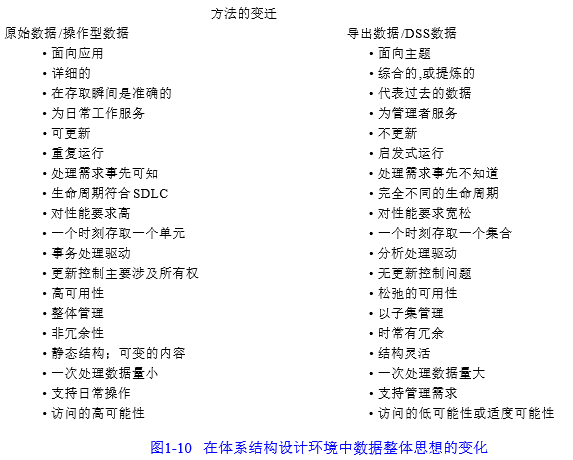 方法的变迁
原始数据/操作型数据 导出数据/DSS数据
•面向应用 •面向主题
•详细的 •综合的,或提炼的
•在存取瞬间是准确的 •代表过去的数据
•为日常工作服务 •为管理者服务
•可更新 •不更新
•重复运行 •启发式运行
•处理需求事先可知 •处理需求事先不知道
•生命周期符合SDLC •完全不同的生命周期
•对性能要求高 •对性能要求宽松
•一个时刻存取一个单元 •一个时刻存取一个集合
•事务处理驱动 •分析处理驱动
•更新控制主要涉及所有权 •无更新控制问题
•高可用性 •松弛的可用性
•整体管理 •以子集管理
•非冗余性 •时常有冗余
•静态结构；可变的内容 •结构灵活
•一次处理数据量小 •一次处理数据量大
•支持日常操作 •支持管理需求
•访问的高可能性 •访问的低可能性或适度可能性
图1-10 在体系结构设计环境中数据整体思想的变化